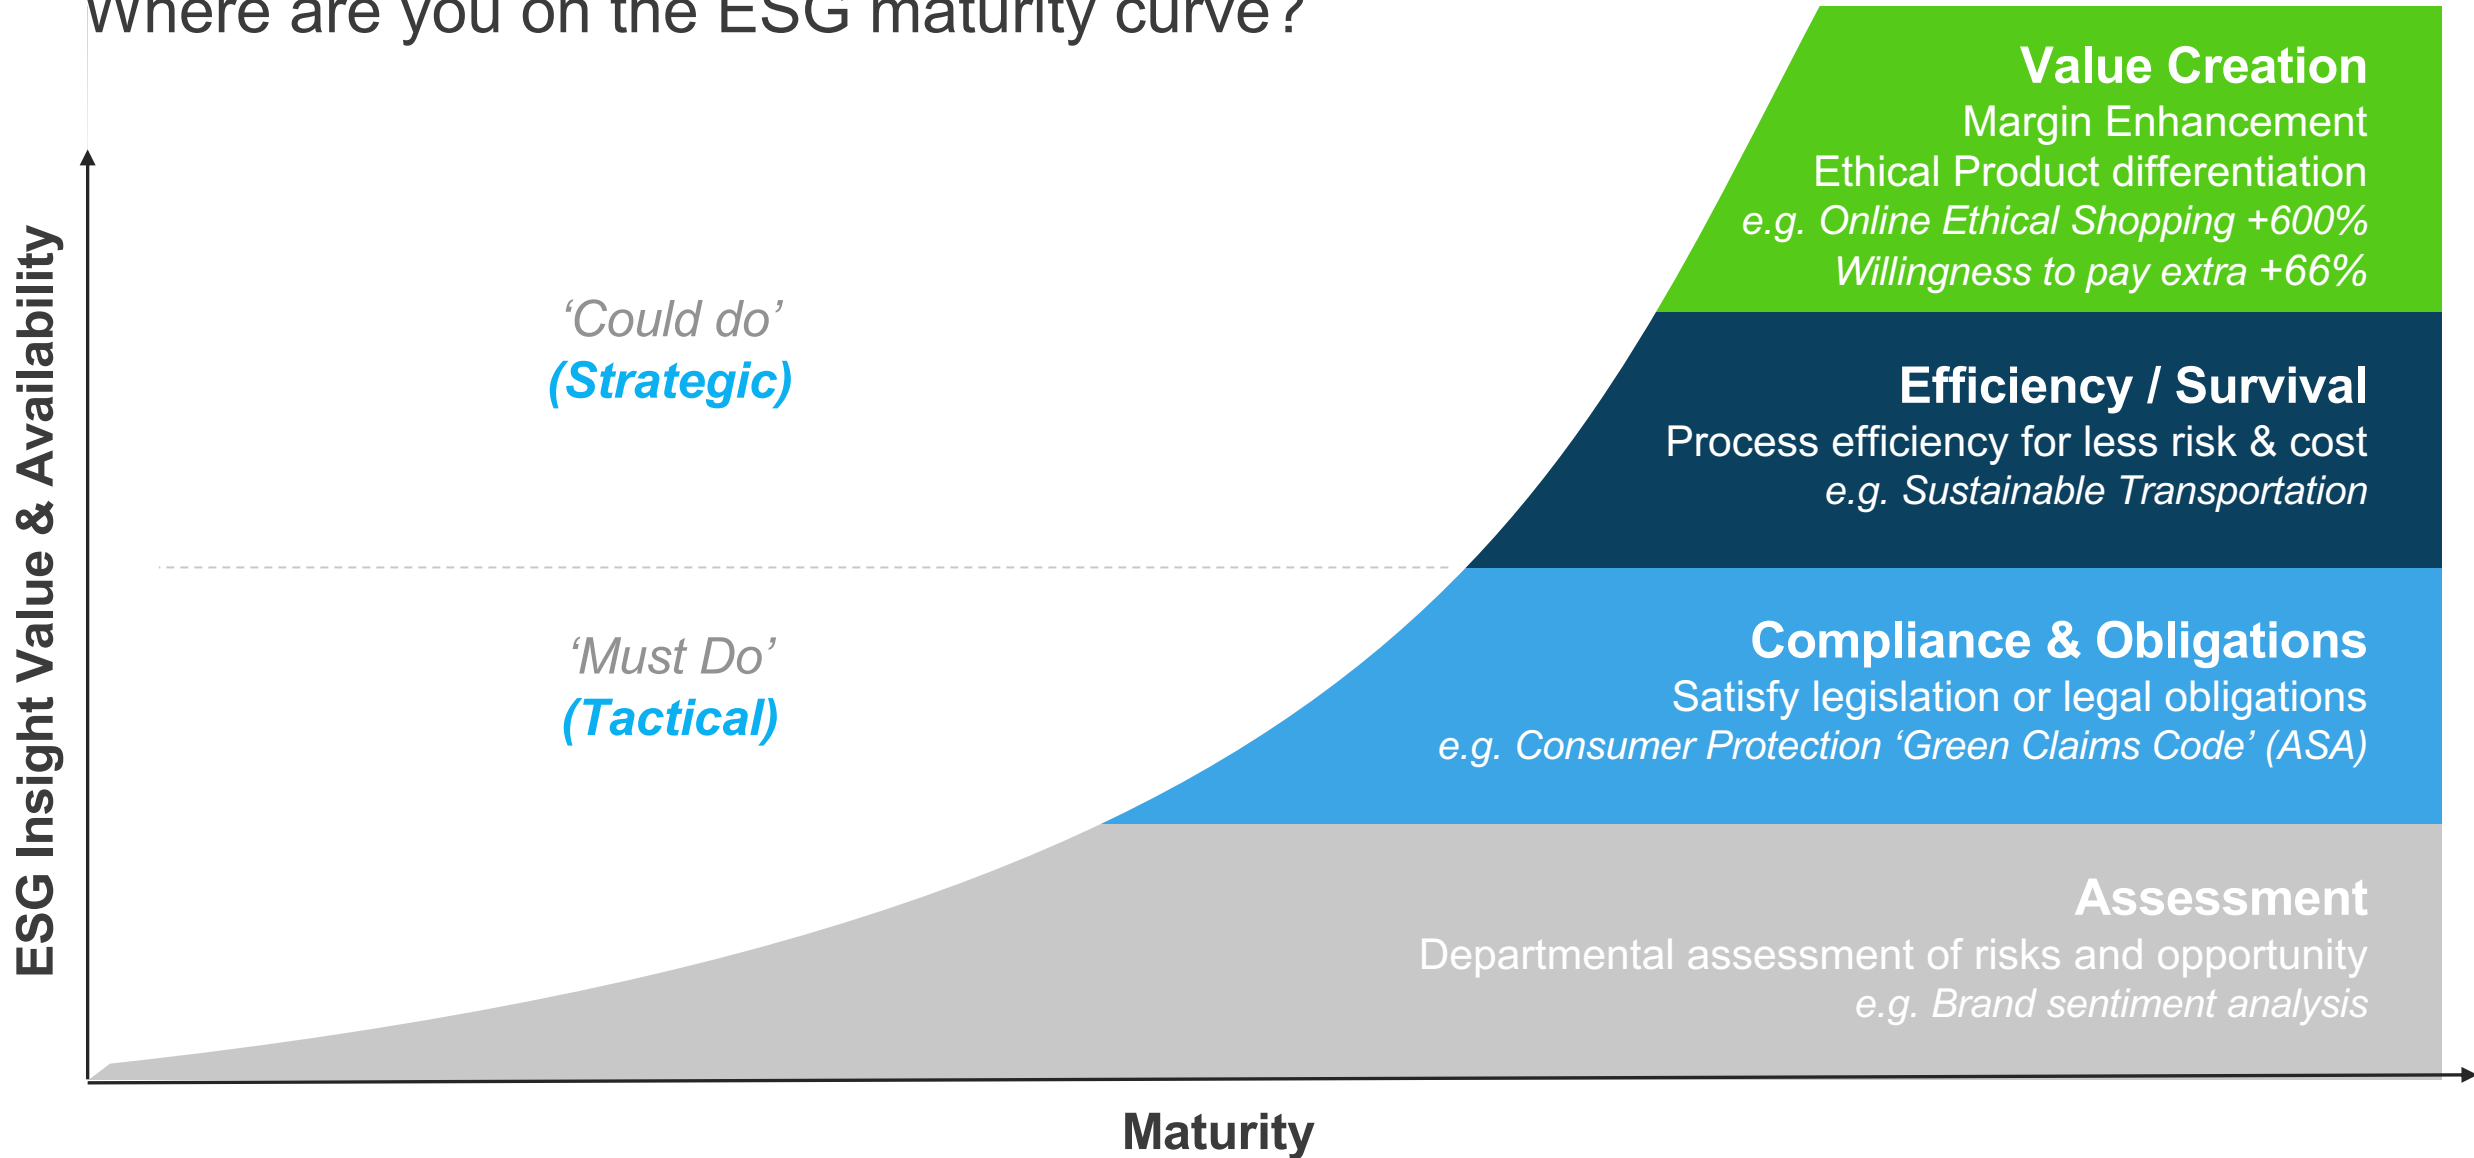 Where are you on the ESG maturity curve?
Value Creation
Margin Enhancement
Ethical Product differentiation
e.g. Online Ethical Shopping +600%
Willingness to pay extra +66%
‘Could do’
(Strategic)
Efficiency / Survival
Process efficiency for less risk & cost
e.g. Sustainable Transportation
‘Must Do’
(Tactical)
Compliance & Obligations
Satisfy legislation or legal obligations
e.g. Consumer Protection ‘Green Claims Code’ (ASA)
Assessment
Departmental assessment of risks and opportunity
e.g. Brand sentiment analysis
ESG Insight Value & Availability
Maturity